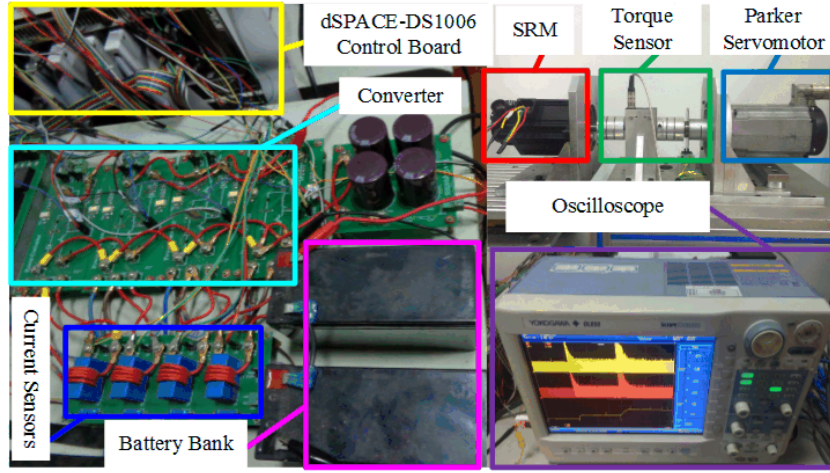 dSPACE-DS1006
Control Board
SRM
Torque
Sensor
Parker
Servomotor
Converter
Oscilloscope
YOKOGAWA
Current Sensors
Battery Bank